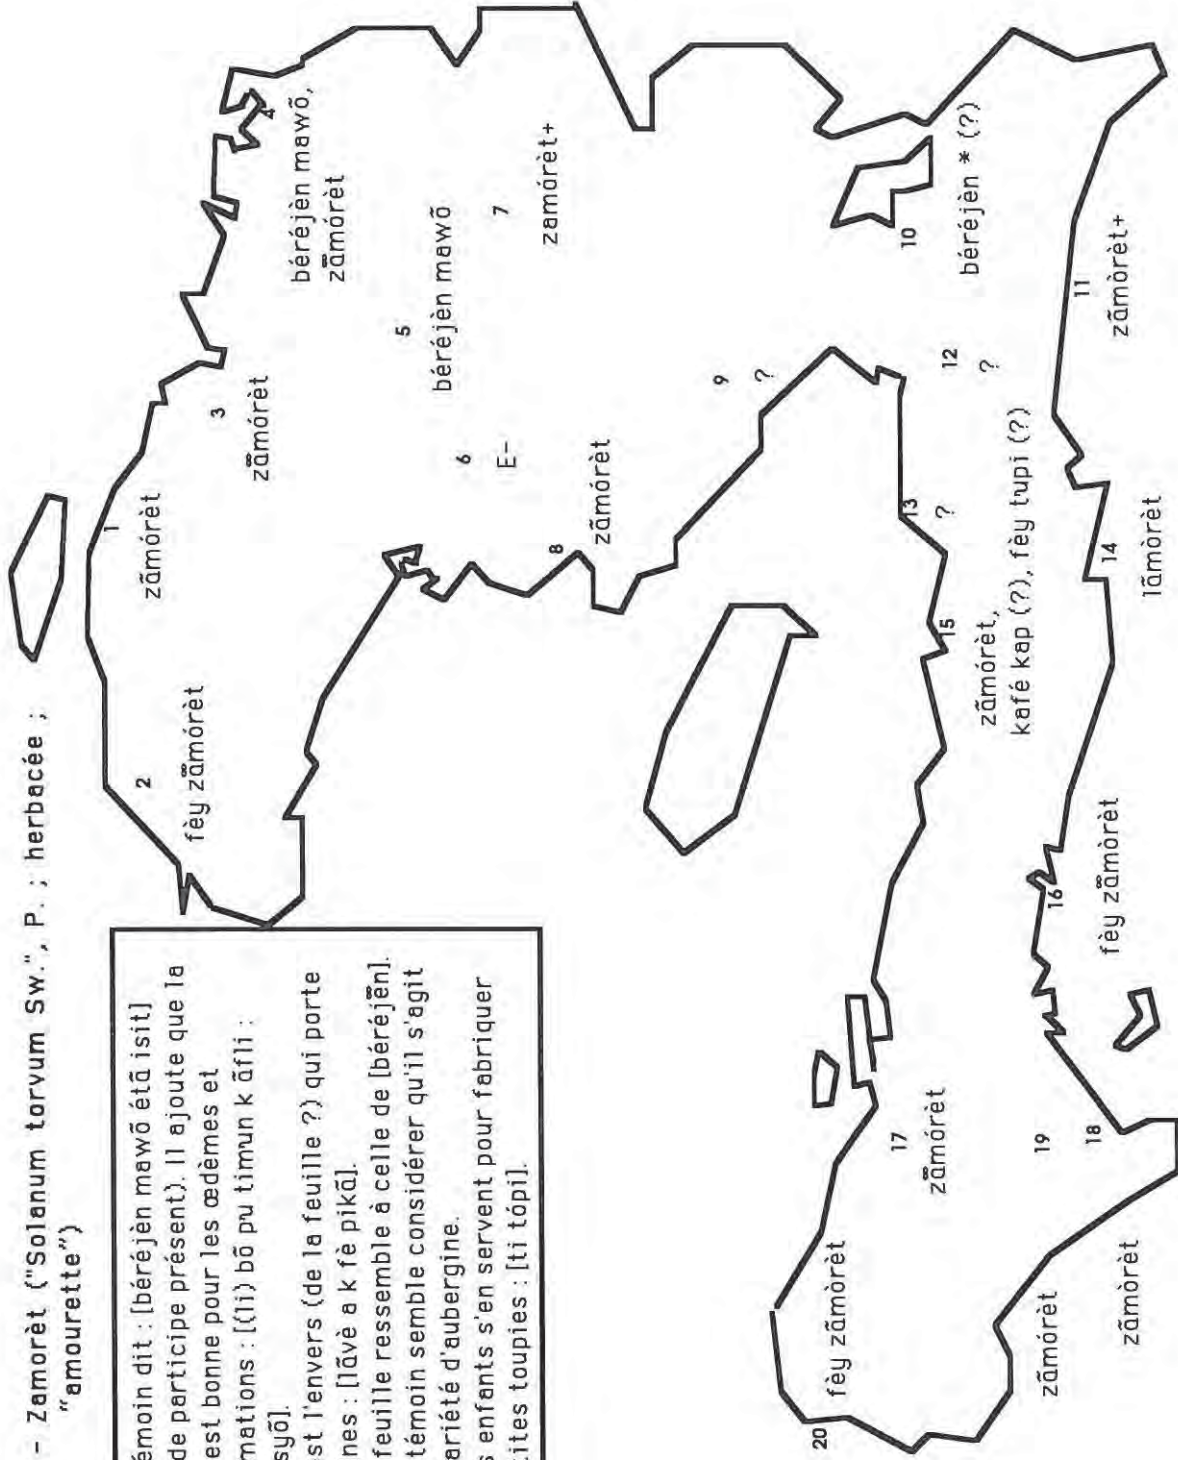 - Zamorèt ("Solanum torvum Sw.", P. ; herbacée ;
"amourette")
émoin dit : [béréjèn mawõ étã isit]
de participe présent). Il ajoute que la
est bonne pour les œdèmes et
mations : [(li) bõ pu timun k ãfli :
syõ].
st l'envers (de la feuille ?) qui porte
nes : [lãvè a k fè pikã].
feuille ressemble à celle de [béréjẽn].
témoin semble considérer qu'il s'agit
ariété d'aubergine.
s enfants s'en servent pour fabriquer
tites toupies : [ti tópi].
1
zãmórèt
2
fèy zãmórèt
3
zãmórèt
4
béréjèn mawõ,
zãmórèt
5
béréjèn mawõ
6
E-
7
zamórèt+
8
zãmórèt
9
?
10
béréjèn * (?)
11
zãmòrèt+
12
?
13
?
14
lãmòrèt
15
zãmórèt,
kafé kap (?), fèy tupi (?)
16
fèy zãmòrèt
17
zãmórèt
18
zãmòrèt
19
zãmórèt
20
fèy zãmórèt